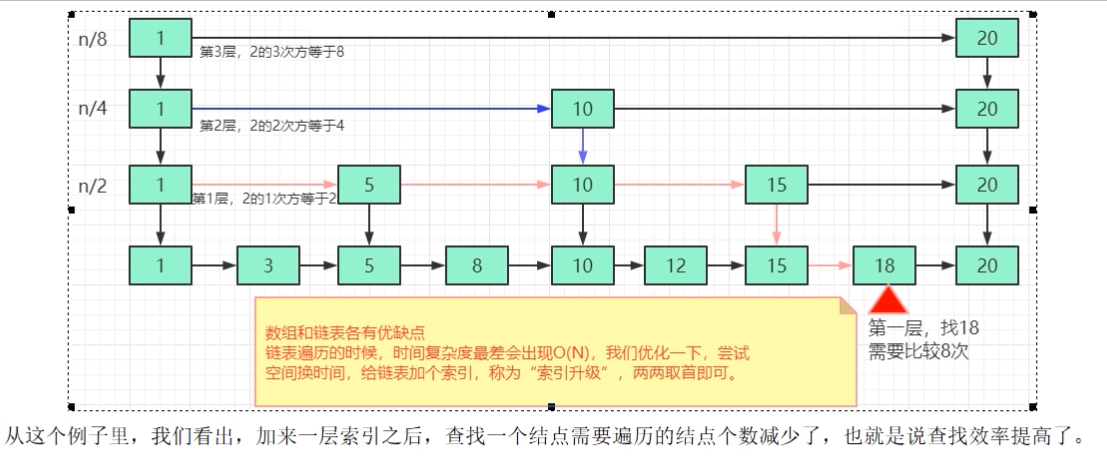 n/8 1 20
第3层，2的3次方等于8
n/4 1 10 20
第2层，2的2次方等于4
n/2 1 5 10 15 20
第1层，2的1次方等于2
1 3 5 8 10 12 15 18 20
数组和链表各有优缺点
链表遍历的时候，时间复杂度最差会出现O(N)，我们优化一下，尝试
空间换时间，给链表加个索引，称为“索引升级”，两两取首即可。
第一层，找18
需要比较8次
从这个例子里，我们看出，加来一层索引之后，查找一个结点需要遍历的结点个数减少了，也就是说查找效率提高了。